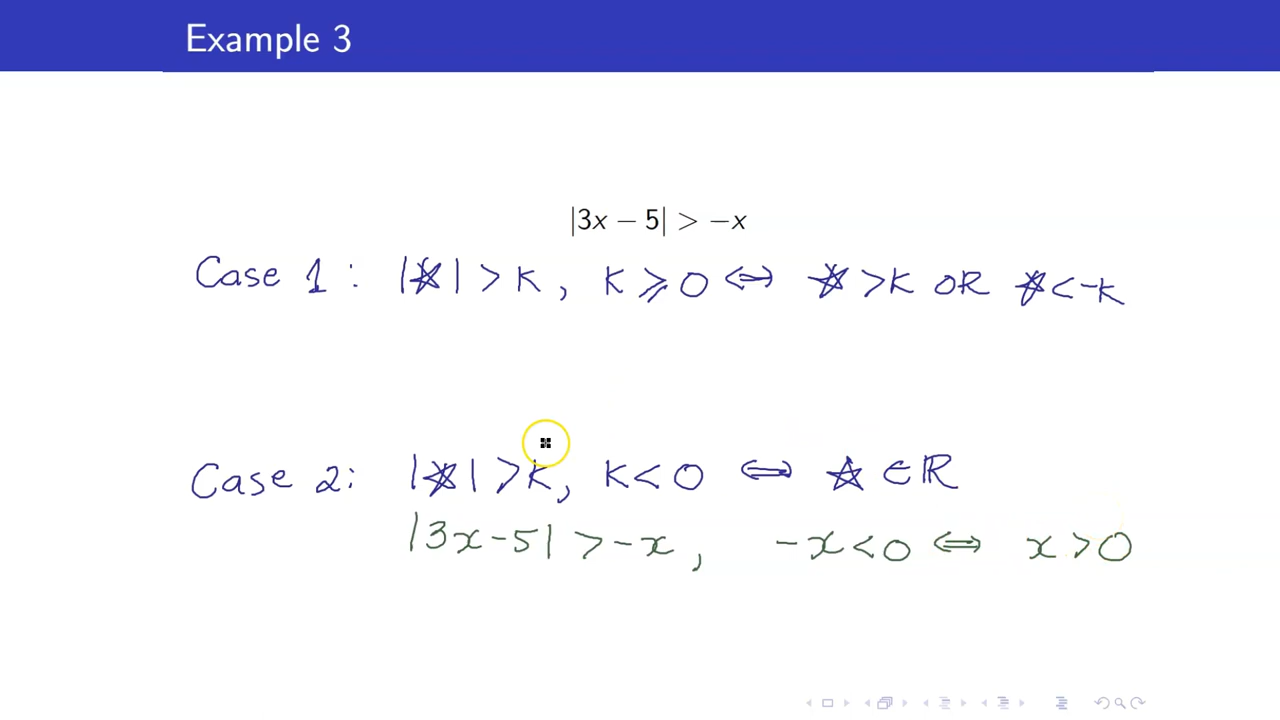 Example 3
|3x − 5| > −x
Case 1: |☆| > k, k ⩾ 0 ⟺ ☆ > k OR ☆ < -k
Case 2: |☆| > k, k < 0 ⟺ ☆ ∈ ℝ
|3x - 5| > -x, -x < 0 ⟺ x > 0